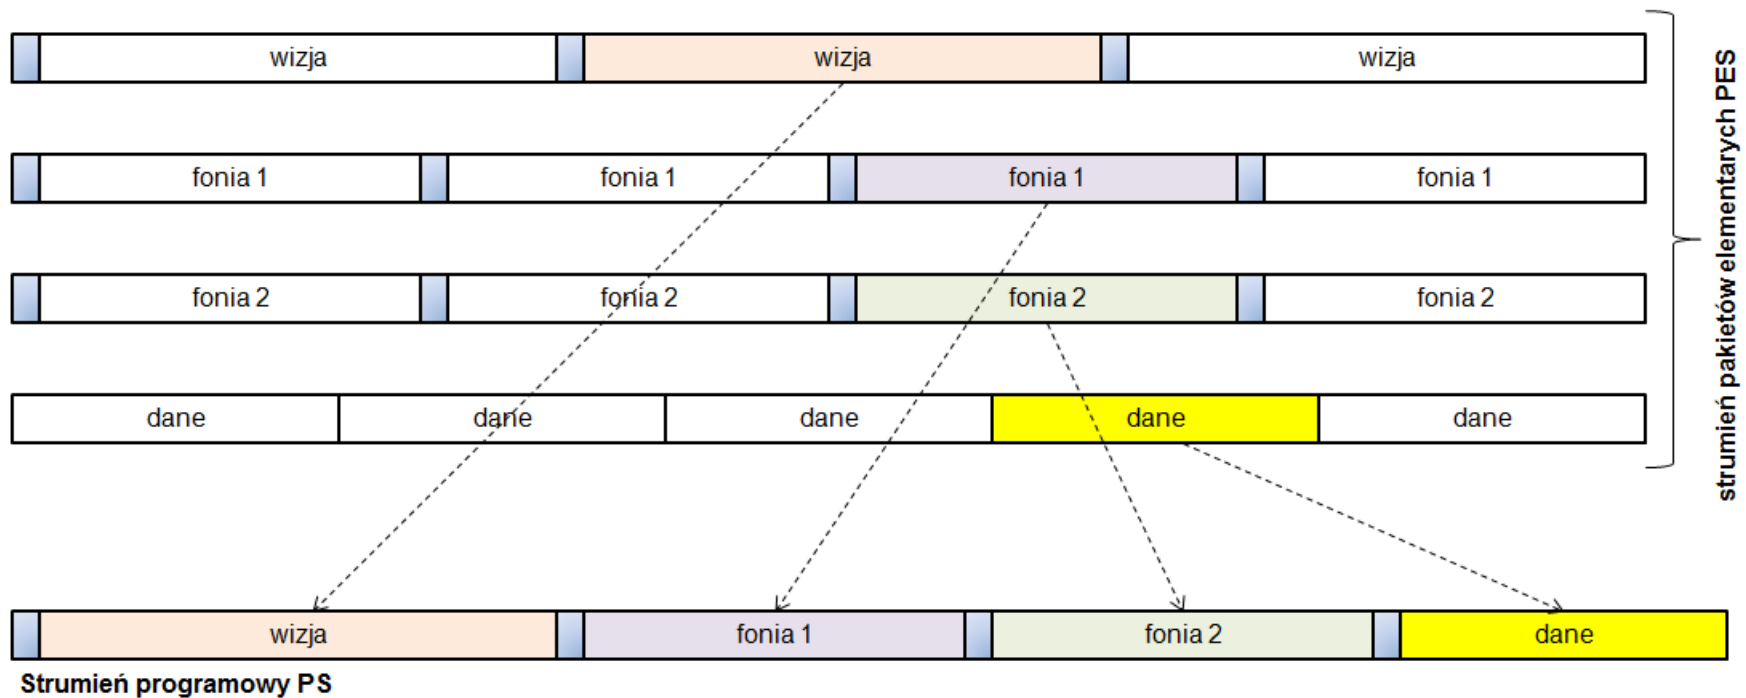 wizja wizja wizja
fonia 1 fonia 1 fonia 1 fonia 1
fonia 2 fonia 2 fonia 2 fonia 2
dane dane dane dane dane
strumień pakietów elementarych PES
wizja fonia 1 fonia 2 dane
Strumień programowy PS